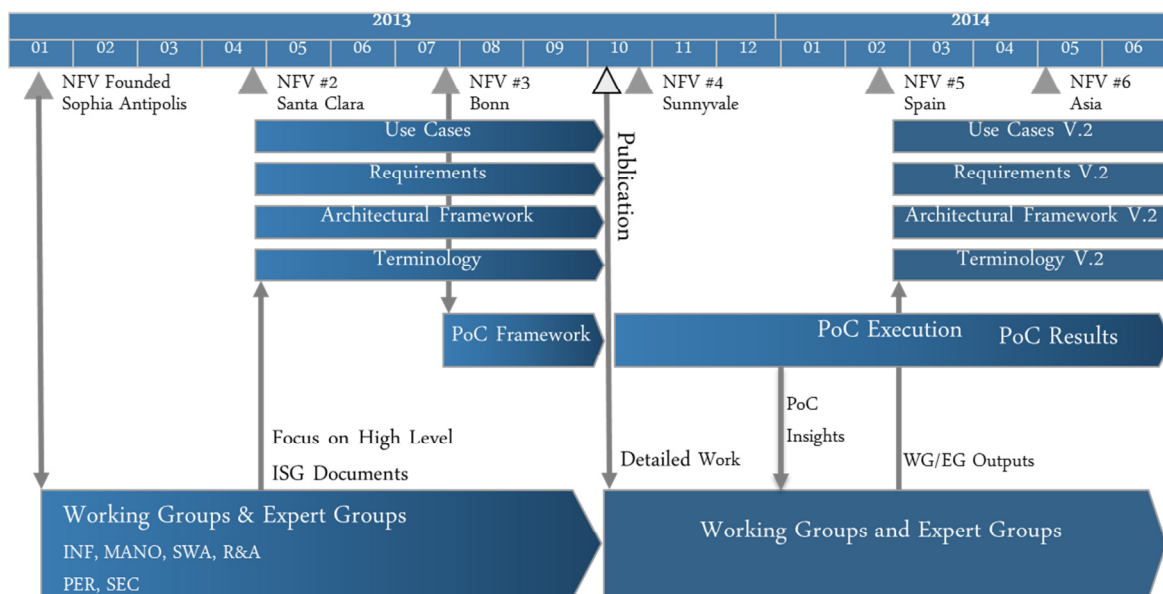 2013
2014
01 02 03 04 05 06 07 08 09 10 11 12 01 02 03 04 05 06
NFV Founded
Sophia Antipolis
NFV #2
Santa Clara
NFV #3
Bonn
NFV #4
Sunnyvale
NFV #5
Spain
NFV #6
Asia
Use Cases
Requirements
Architectural Framework
Terminology
Publication
Use Cases V.2
Requirements V.2
Architectural Framework V.2
Terminology V.2
PoC Framework
PoC Execution
PoC Results
Focus on High Level
ISG Documents
Detailed Work
PoC
Insights
WG/EG Outputs
Working Groups & Expert Groups
INF, MANO, SWA, R&A
PER, SEC
Working Groups and Expert Groups